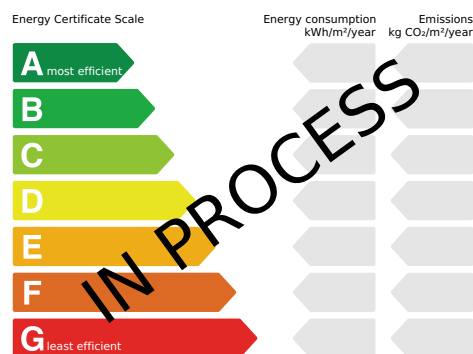 Energy Certificate Scale
Energy consumption
kWh/m²/year
Emissions
kg CO₂/m²/year
A most efficient
B
C
D
E
F
G least efficient
IN PROCESS